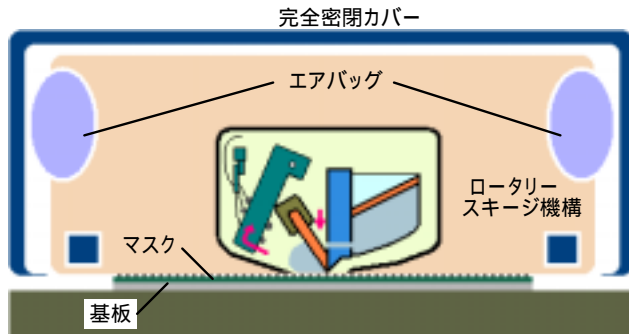 完全密閉カバー
エアバッグ
ロータリー
スキージ機構
マスク
基板